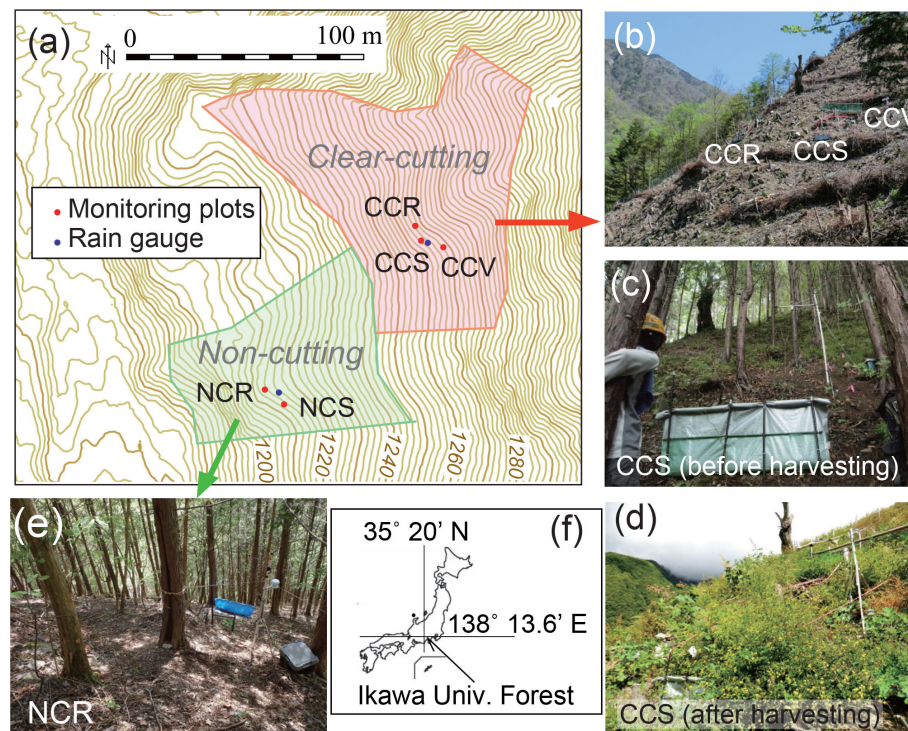 (a)
N
0
100 m
Clear-cutting
Monitoring plots
Rain gauge
CCR
CCS
CCV
Non-cutting
NCR
NCS
1200
1220
1240
1260
1280
(b)
CCR
CCS
CCV
(c)
CCS (before harvesting)
(d)
CCS (after harvesting)
(e)
NCR
(f)
35° 20' N
138° 13.6' E
Ikawa Univ. Forest